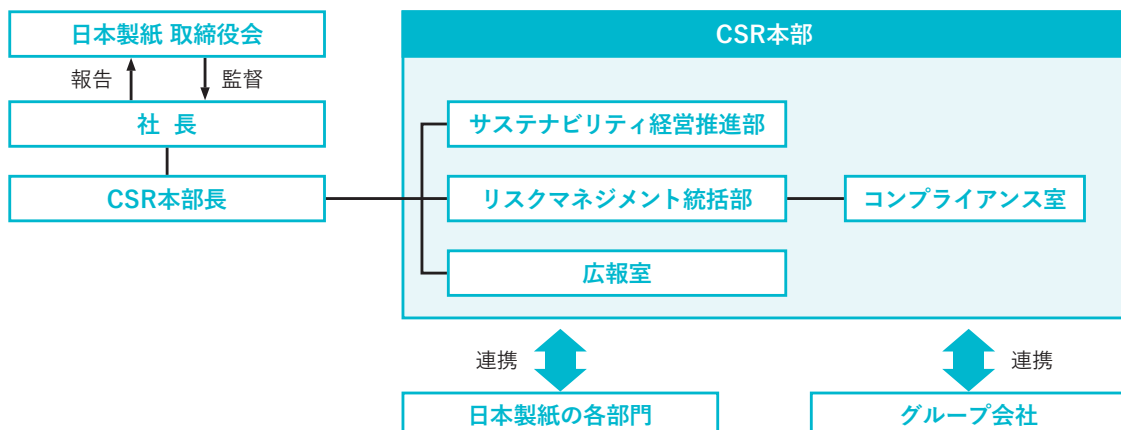 日本製紙 取締役会
報告
監督
社 長
CSR本部長
CSR本部
サステナビリティ経営推進部
リスクマネジメント統括部
コンプライアンス室
広報室
連携
連携
日本製紙の各部門
グループ会社